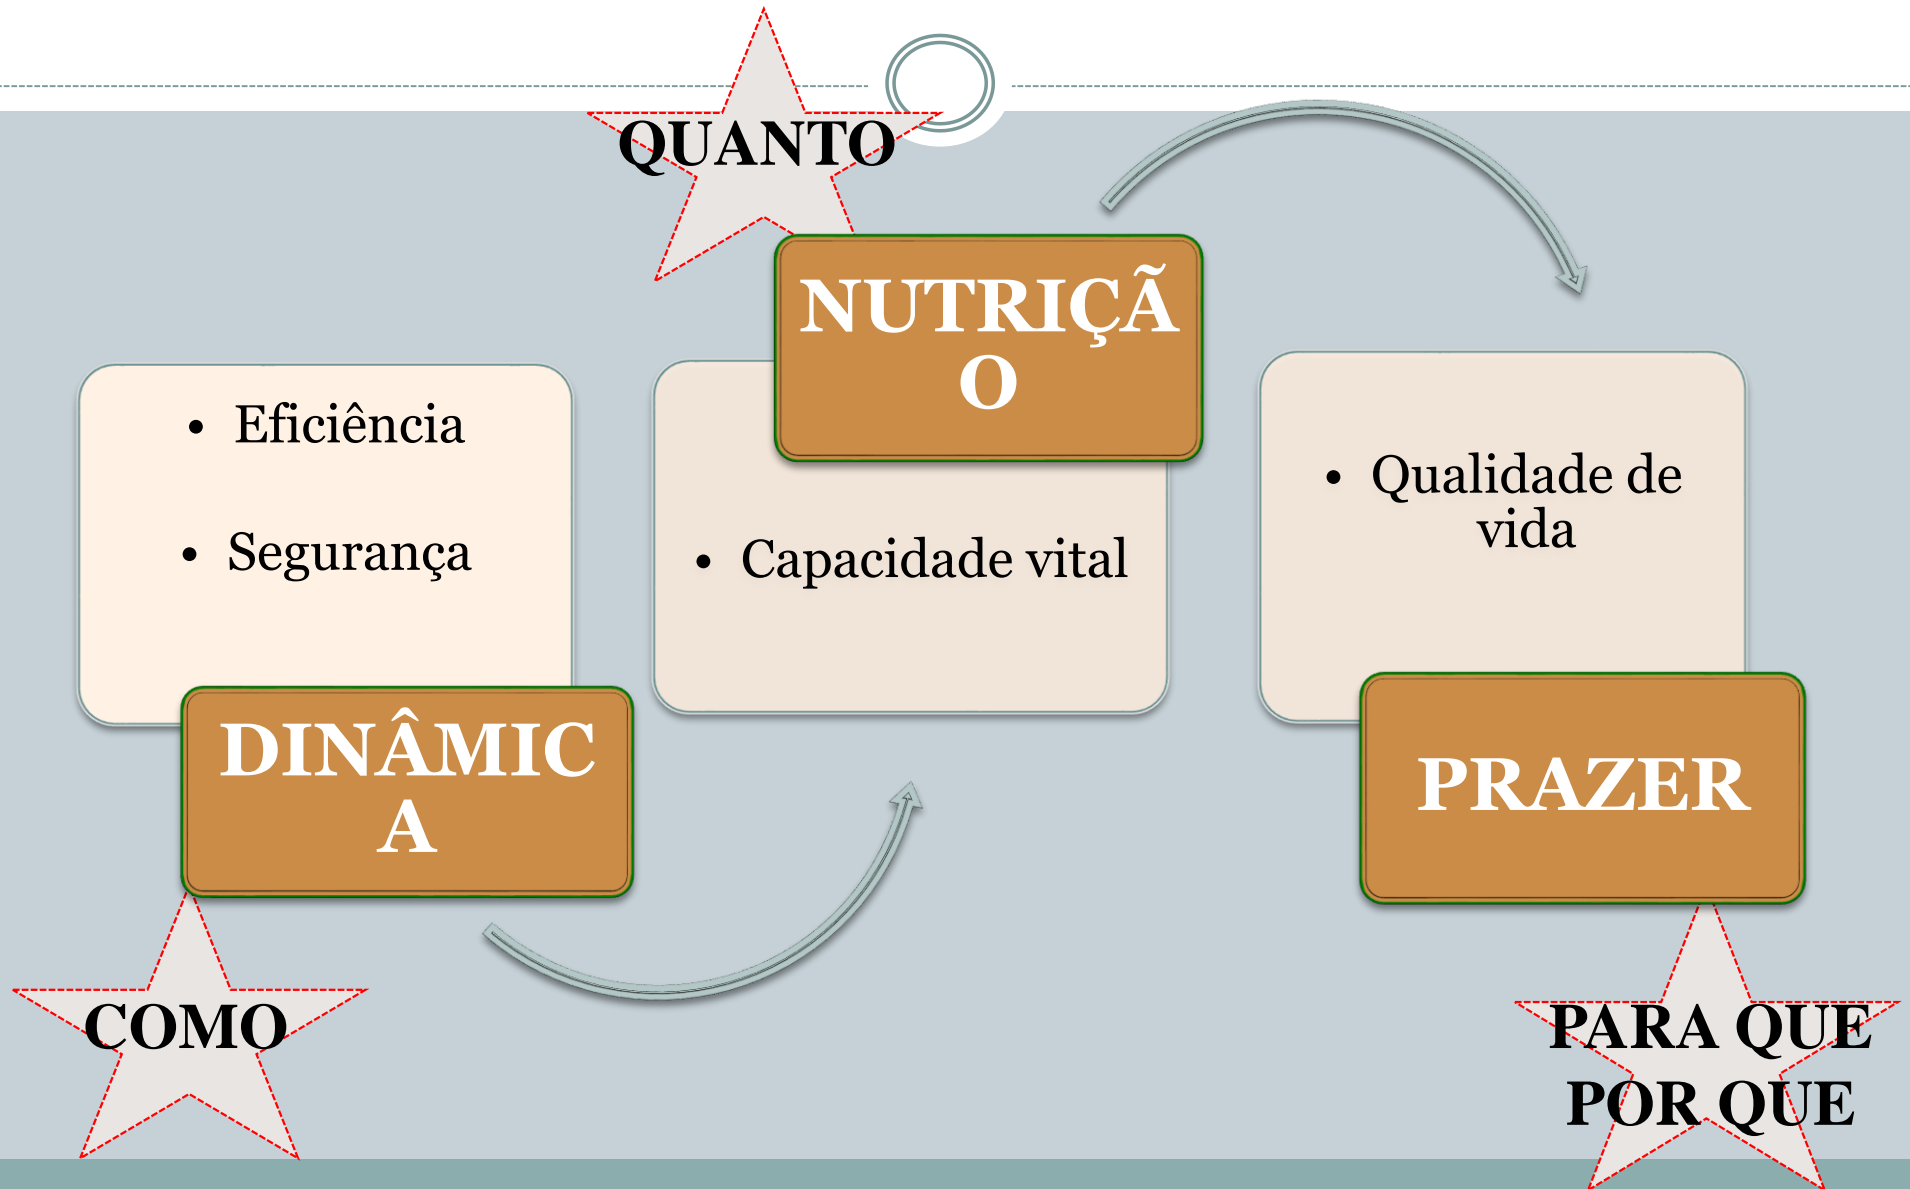 QUANTO
NUTRIÇÃ
O
• Eficiência
• Segurança
DINÂMIC
A
COMO
• Capacidade vital
• Qualidade de
vida
PRAZER
PARA QUE
POR QUE